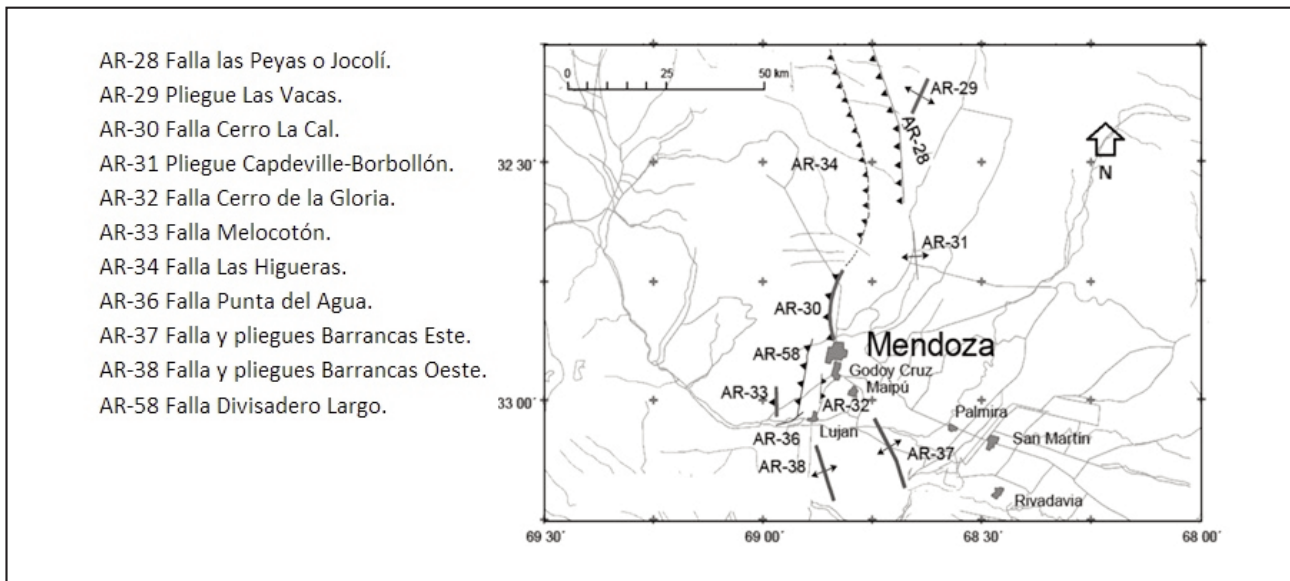 AR-28 Falla las Peyas o Jocolí.
AR-29 Pliegue Las Vacas.
AR-30 Falla Cerro La Cal.
AR-31 Pliegue Capdeville-Borbollón.
AR-32 Falla Cerro de la Gloria.
AR-33 Falla Melocotón.
AR-34 Falla Las Higueras.
AR-36 Falla Punta del Agua.
AR-37 Falla y pliegues Barrancas Este.
AR-38 Falla y pliegues Barrancas Oeste.
AR-58 Falla Divisadero Largo.
0 25 50 km
AR-29
AR-28
N
32 30'
AR-34
AR-31
AR-30
Mendoza
AR-58
Godoy Cruz
Maipú
AR-33
33 00'
AR-32
Palmira
Lujan
San Martín
AR-36
AR-37
AR-38
Rivadavia
69 30' 69 00' 68 30' 68 00'